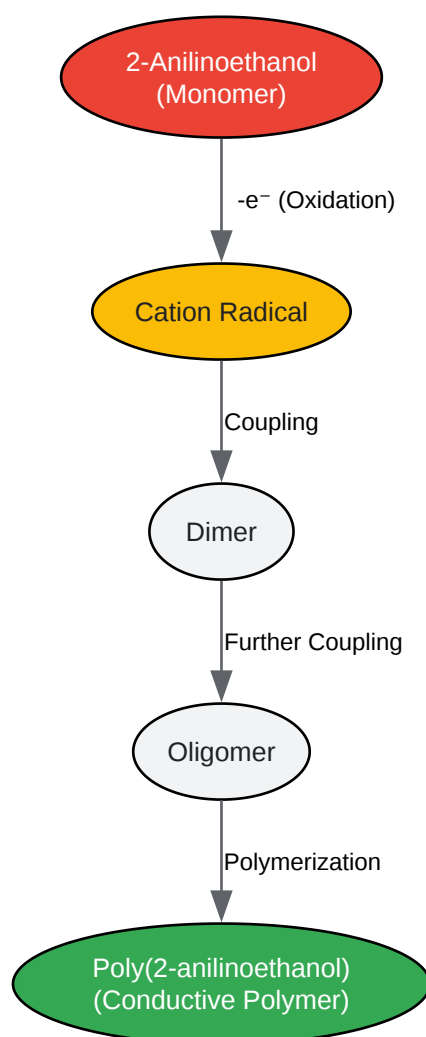 2-Anilinoethanol
(Monomer)
-e⁻ (Oxidation)
Cation Radical
Coupling
Dimer
Further Coupling
Oligomer
Polymerization
Poly(2-anilinoethanol)
(Conductive Polymer)